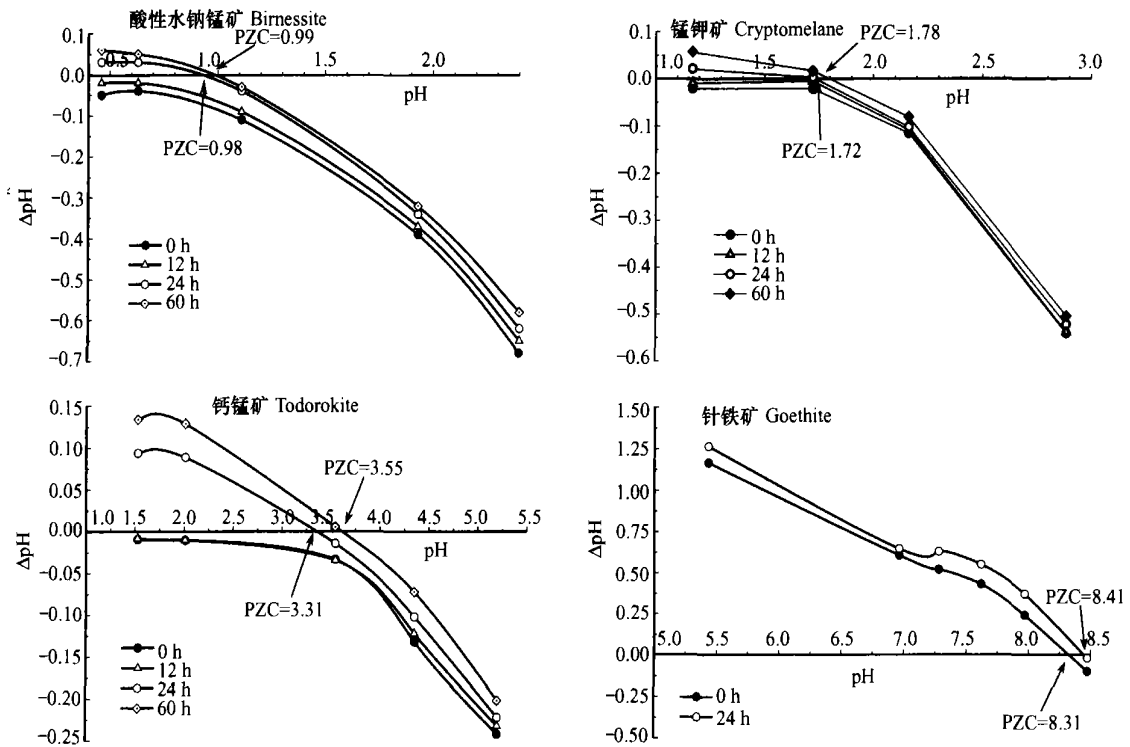 酸性水钠锰矿 Birnessite
PZC=0.99
0.1
0.0
−0.1
−0.2
−0.3
−0.4
−0.5
−0.6
−0.7
0.5 1.0 1.5 2.0
pH
PZC=0.98
ΔpH
0 h
12 h
24 h
60 h
锰钾矿 Cryptomelane
PZC=1.78
0.1
0.0
−0.1
−0.2
−0.3
−0.4
−0.5
−0.6
1.0 1.5 2.0 2.5 3.0
pH
PZC=1.72
ΔpH
0 h
12 h
24 h
60 h
钙锰矿 Todorokite
0.15
0.10
0.05
0.00
−0.05
−0.10
−0.15
−0.20
−0.25
PZC=3.55
1.0 1.5 2.0 2.5 3.0 3.5 4.0 4.5 5.0 5.5
pH
PZC=3.31
ΔpH
0 h
12 h
24 h
60 h
针铁矿 Goethite
1.50
1.25
1.00
0.75
0.50
0.25
0.00
−0.25
−0.50
ΔpH
PZC=8.41
5.0 5.5 6.0 6.5 7.0 7.5 8.0 8.5
pH
PZC=8.31
0 h
24 h